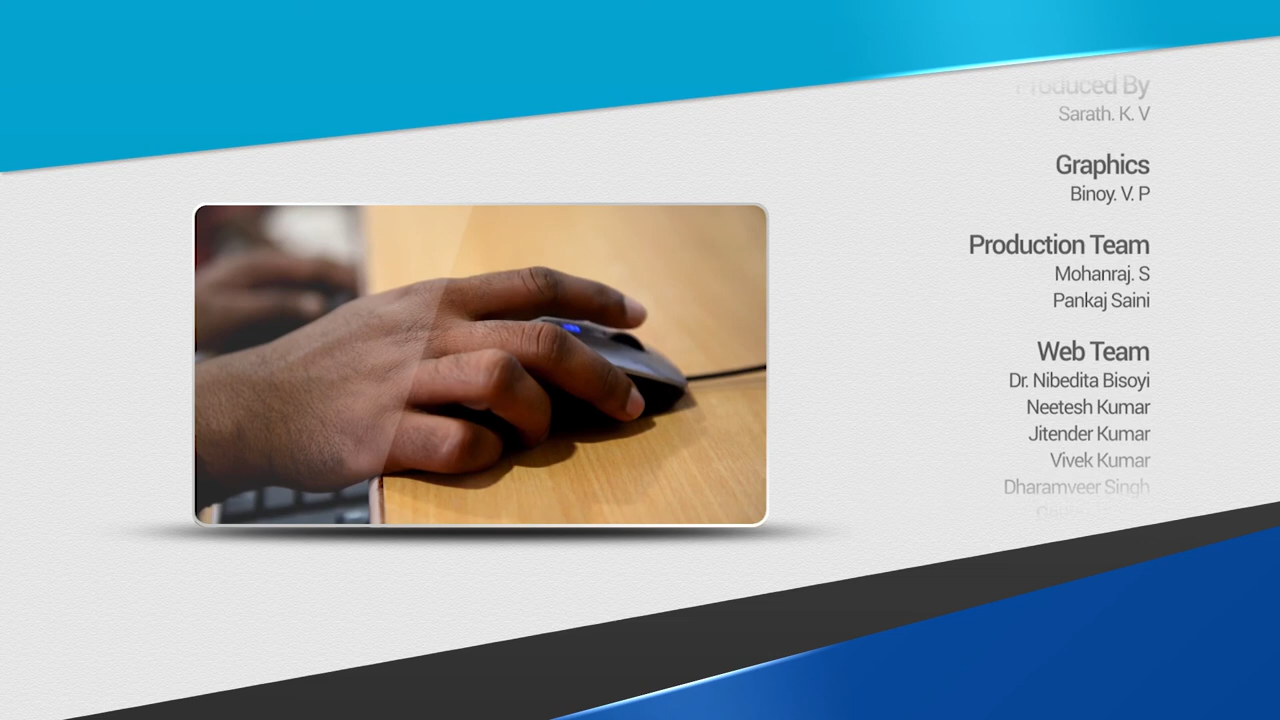 Produced By
Sarath. K. V
Graphics
Binoy. V. P
Production Team
Mohanraj. S
Pankaj Saini
Web Team
Dr. Nibedita Bisoyi
Neetesh Kumar
Jitender Kumar
Vivek Kumar
Dharamveer Singh